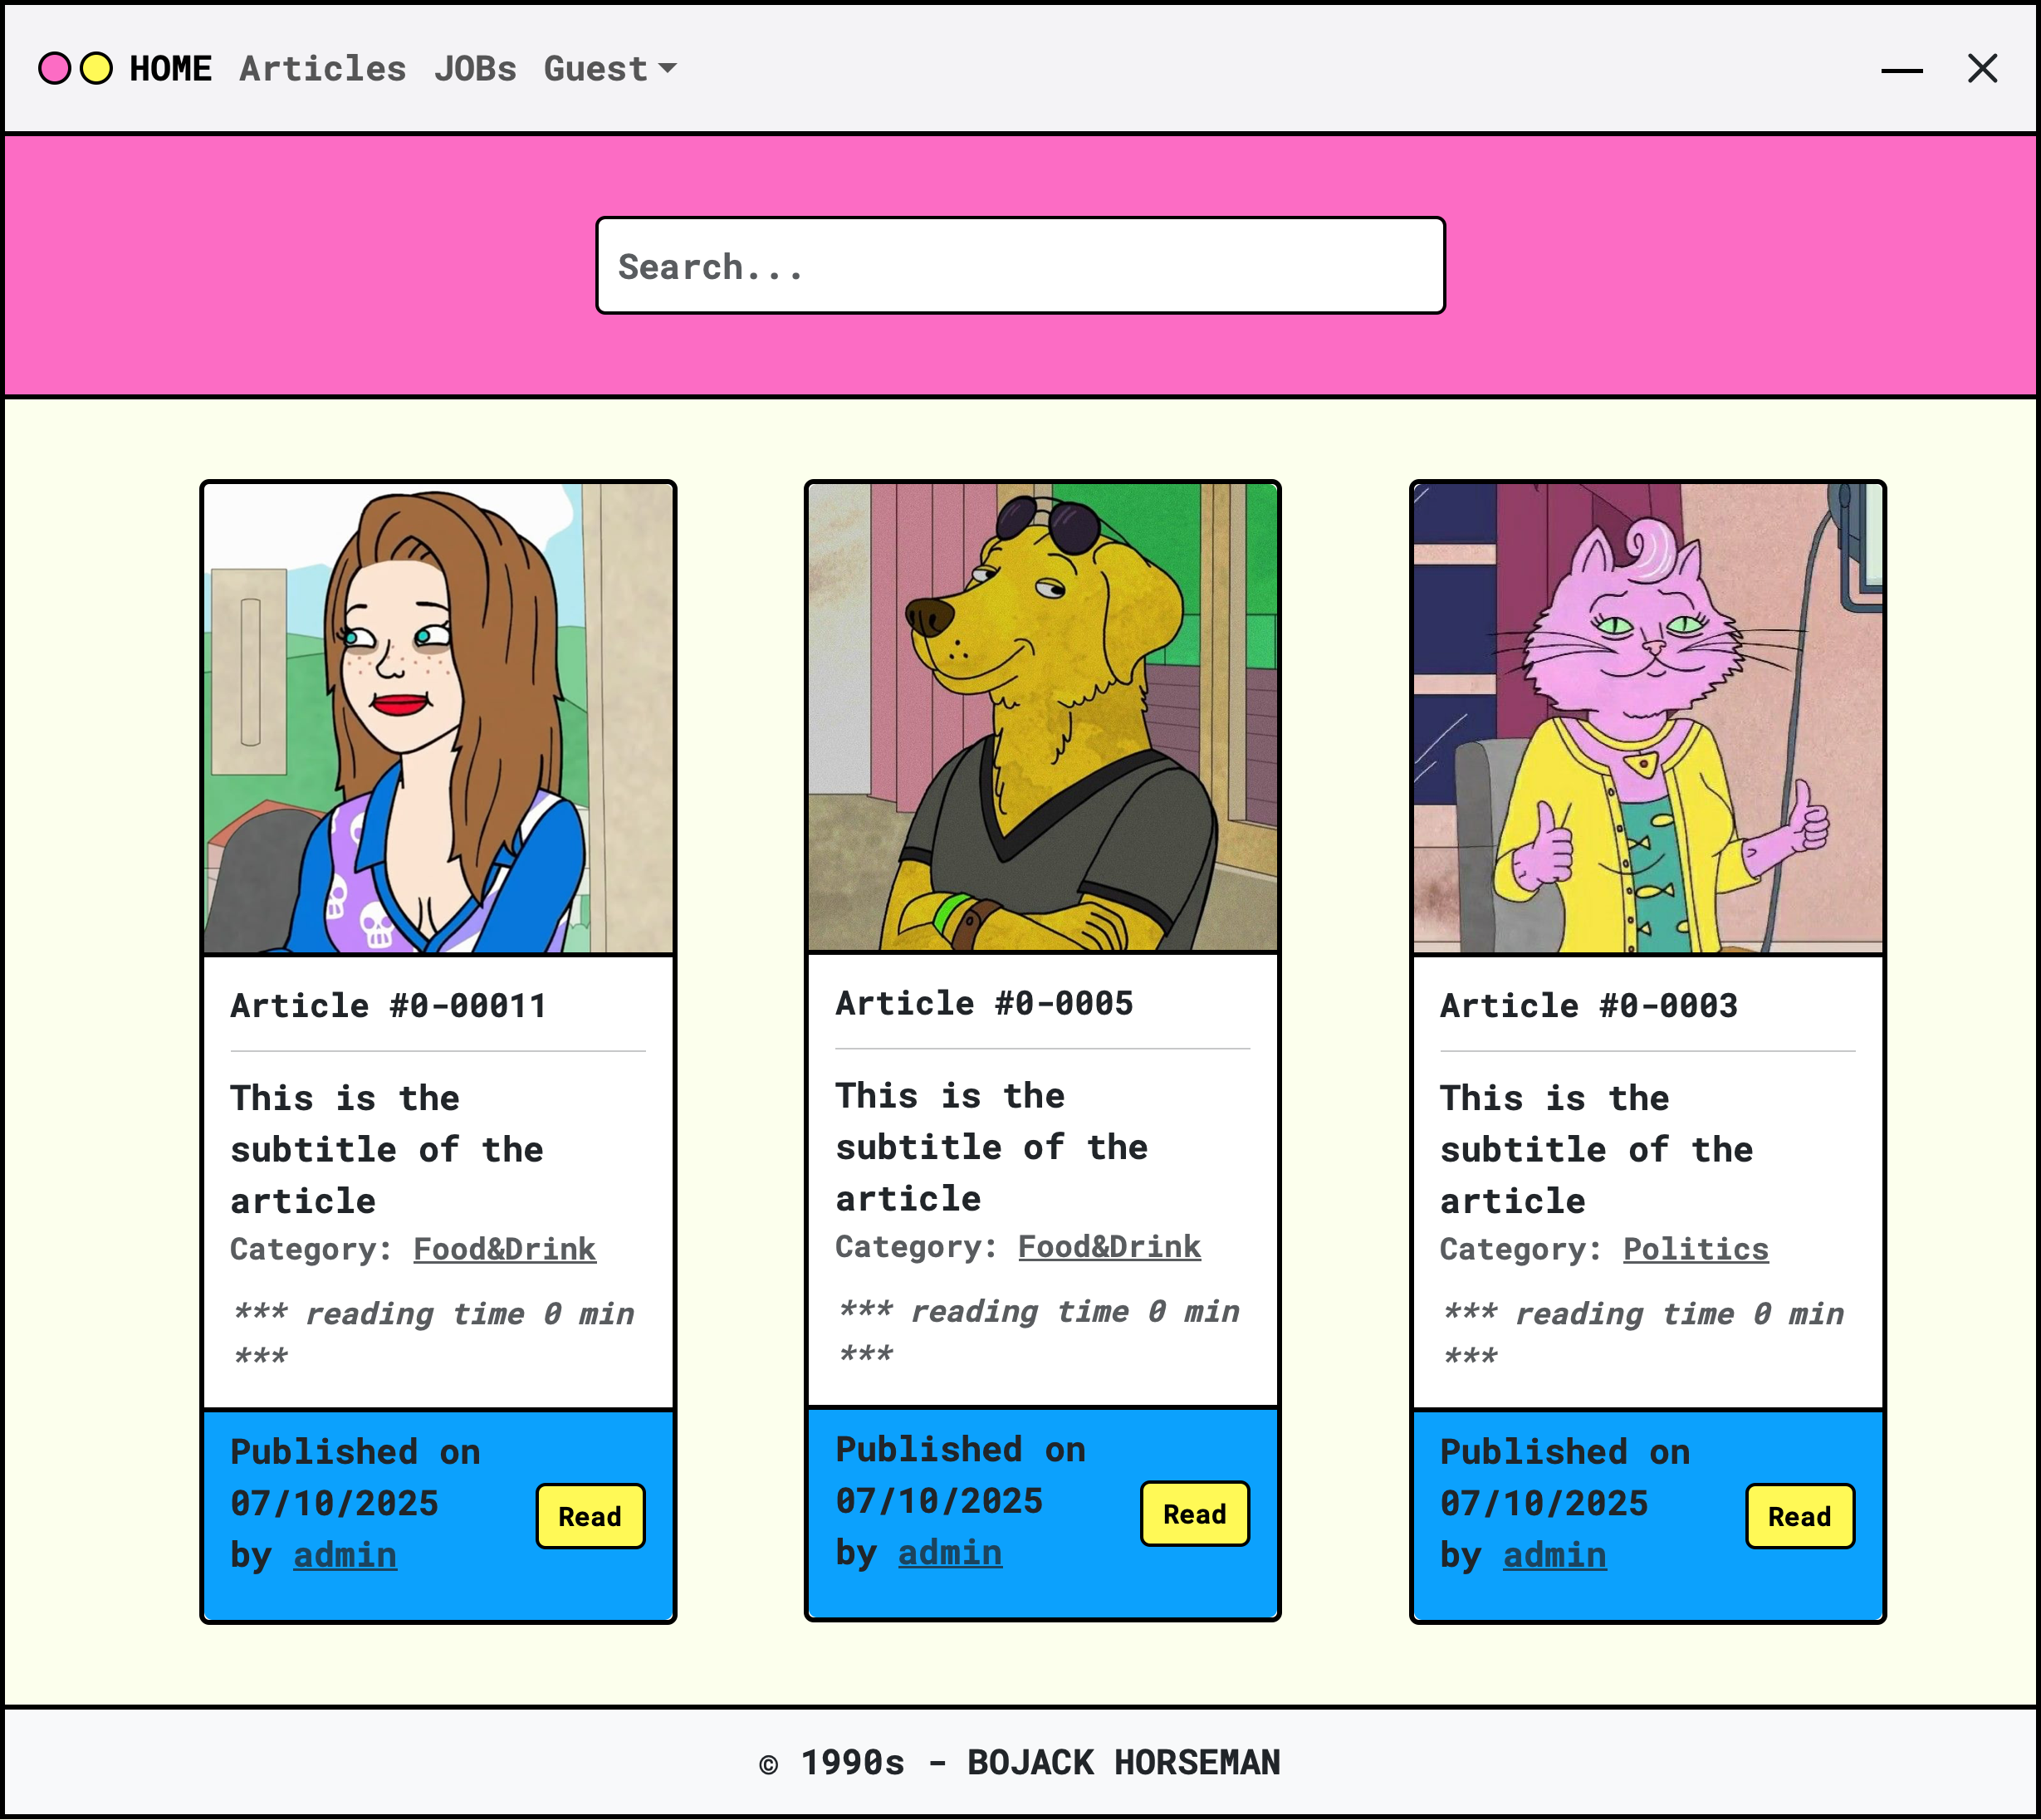 HOME Articles JOBs Guest
Search...
Article #0-00011
This is the
subtitle of the
article
Category: Food&Drink
*** reading time 0 min
***
Published on
07/10/2025
by admin
Read
Article #0-0005
This is the
subtitle of the
article
Category: Food&Drink
*** reading time 0 min
***
Published on
07/10/2025
by admin
Read
Article #0-0003
This is the
subtitle of the
article
Category: Politics
*** reading time 0 min
***
Published on
07/10/2025
by admin
Read
© 1990s - BOJACK HORSEMAN